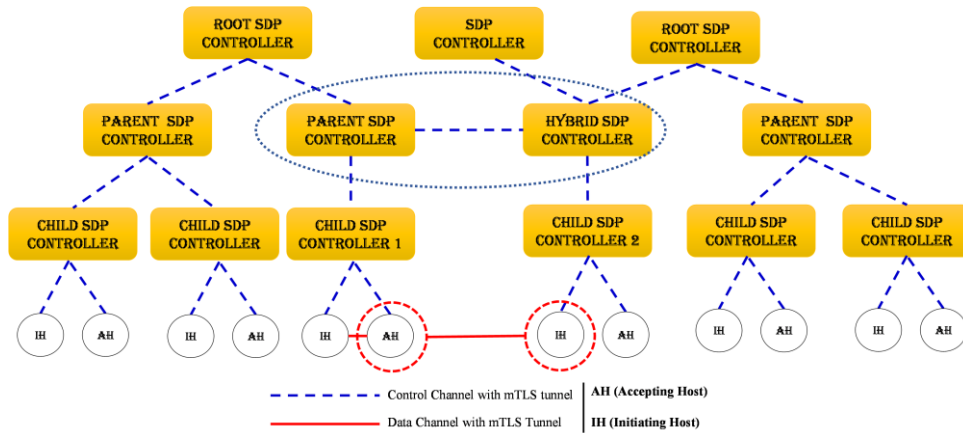 ROOT SDP
CONTROLLER
SDP
CONTROLLER
ROOT SDP
CONTROLLER
PARENT SDP
CONTROLLER
PARENT SDP
CONTROLLER
HYBRID SDP
CONTROLLER
PARENT SDP
CONTROLLER
CHILD SDP
CONTROLLER
CHILD SDP
CONTROLLER
CHILD SDP
CONTROLLER 1
CHILD SDP
CONTROLLER 2
CHILD SDP
CONTROLLER
CHILD SDP
CONTROLLER
IH
AH
IH
AH
IH
AH
IH
AH
IH
AH
IH
AH
Control Channel with mTLS tunnel
AH (Accepting Host)
Data Channel with mTLS Tunnel
IH (Initiating Host)